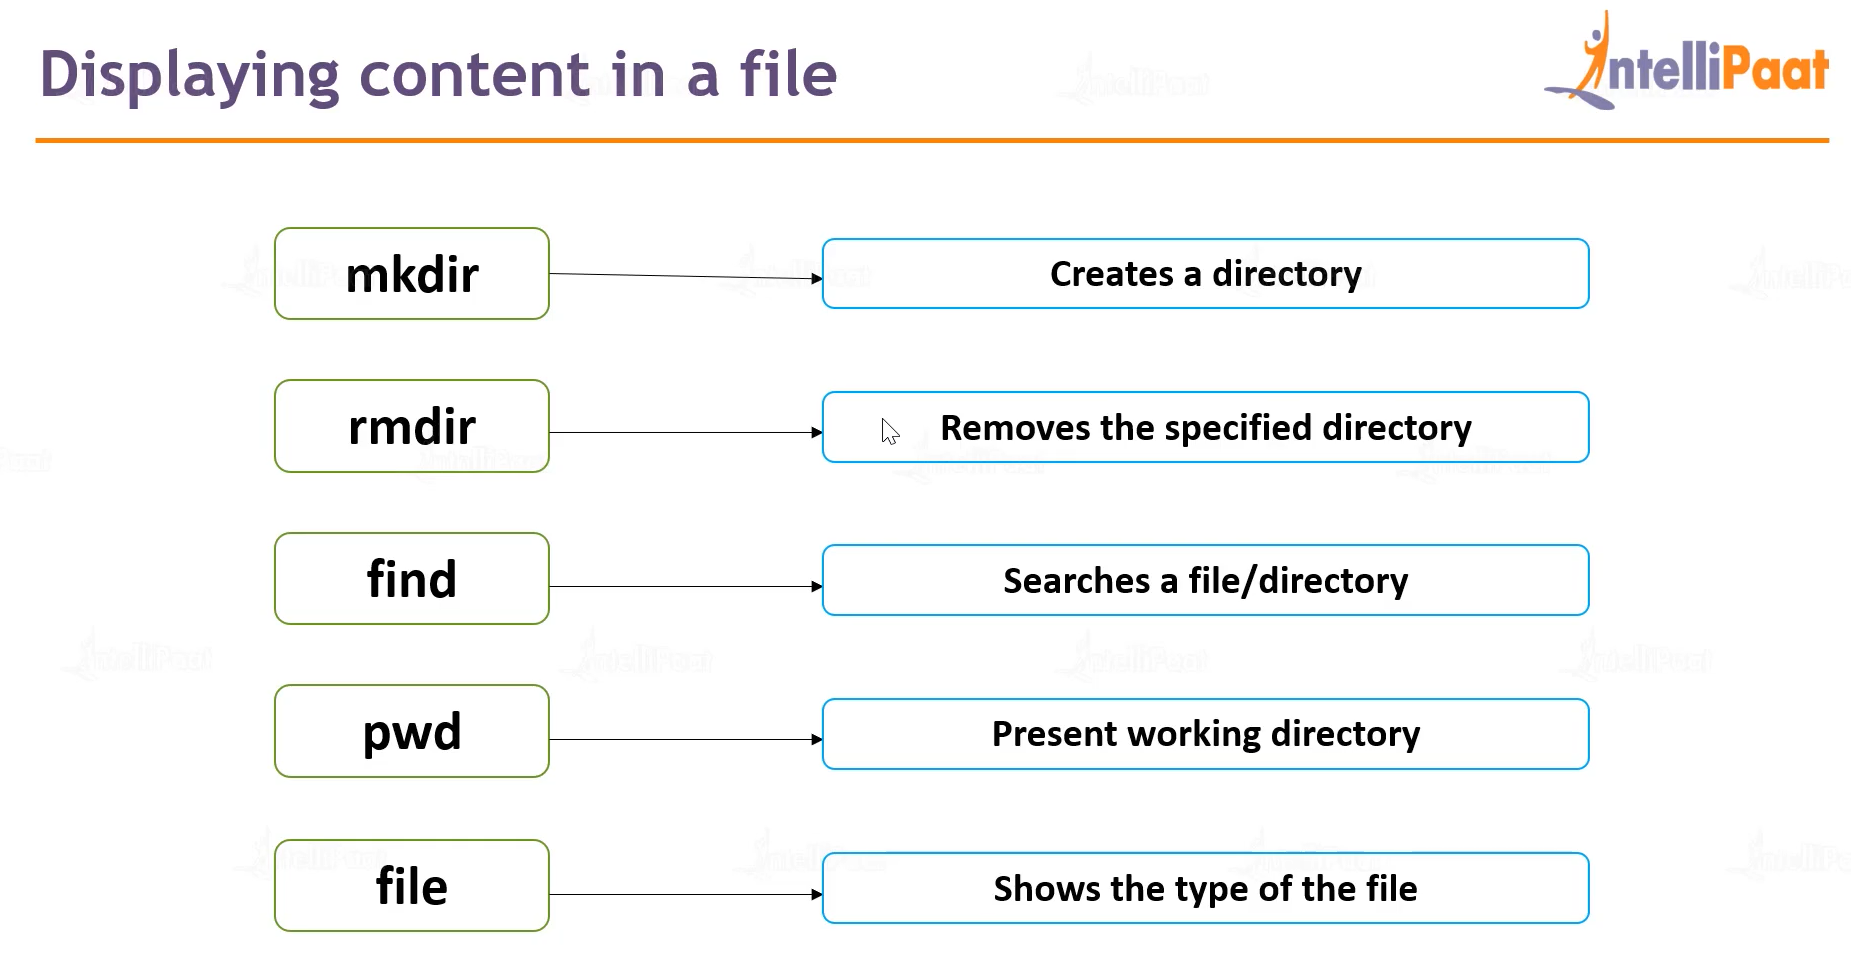 Displaying content in a file
IntelliPaat
mkdir
Creates a directory
rmdir
Removes the specified directory
find
Searches a file/directory
pwd
Present working directory
file
Shows the type of the file